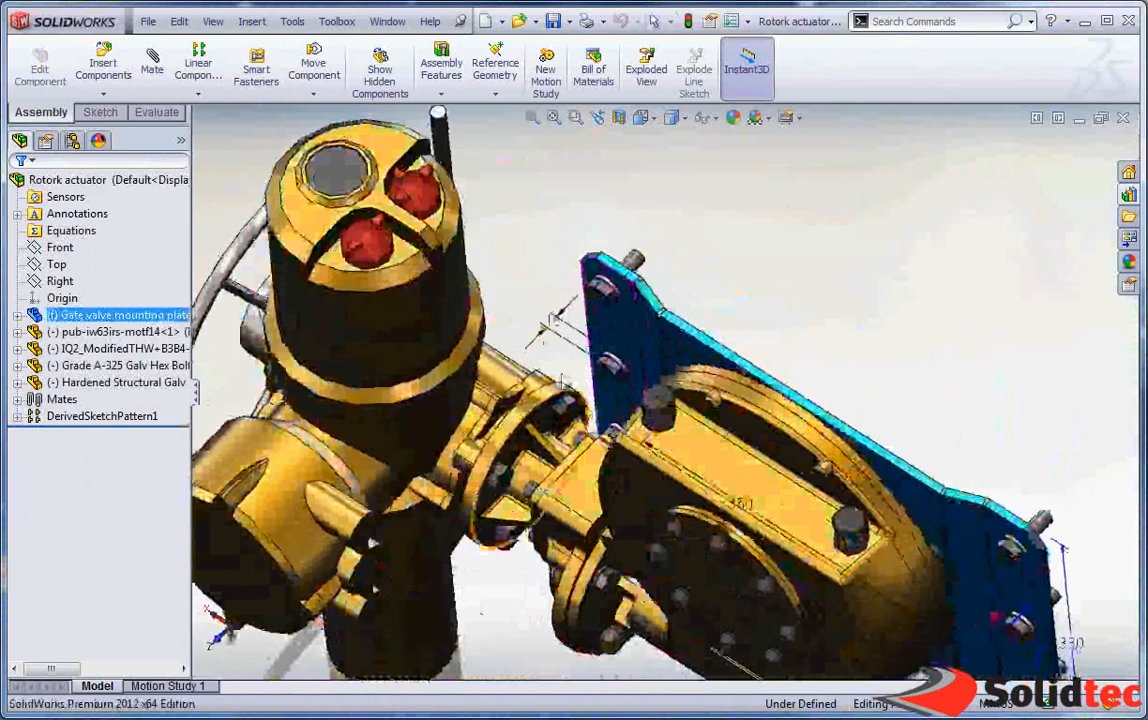 SOLIDWORKS File Edit View Insert Tools Toolbox Window Help Rotork actuator... Search Commands
Edit Component
Insert Components
Mate
Linear Compon...
Smart Fasteners
Move Component
Show Hidden Components
Assembly Features
Reference Geometry
New Motion Study
Bill of Materials
Exploded View
Explode Line Sketch
Instant3D
Assembly Sketch Evaluate
Rotork actuator (Default<Displa
Sensors
Annotations
Equations
Front
Top
Right
Origin
(f) Gate valve mounting plate
(-) pub-iw63irs-motf14<1> (
(-) IQ2_ModifiedTHW+B3B4-
(-) Grade A-325 Galv Hex Bolt
(-) Hardened Structural Galv
Mates
DerivedSketchPattern1
X
Z
Model Motion Study 1
SolidWorks Premium 2012 x64 Edition Under Defined Editing
Solidtec